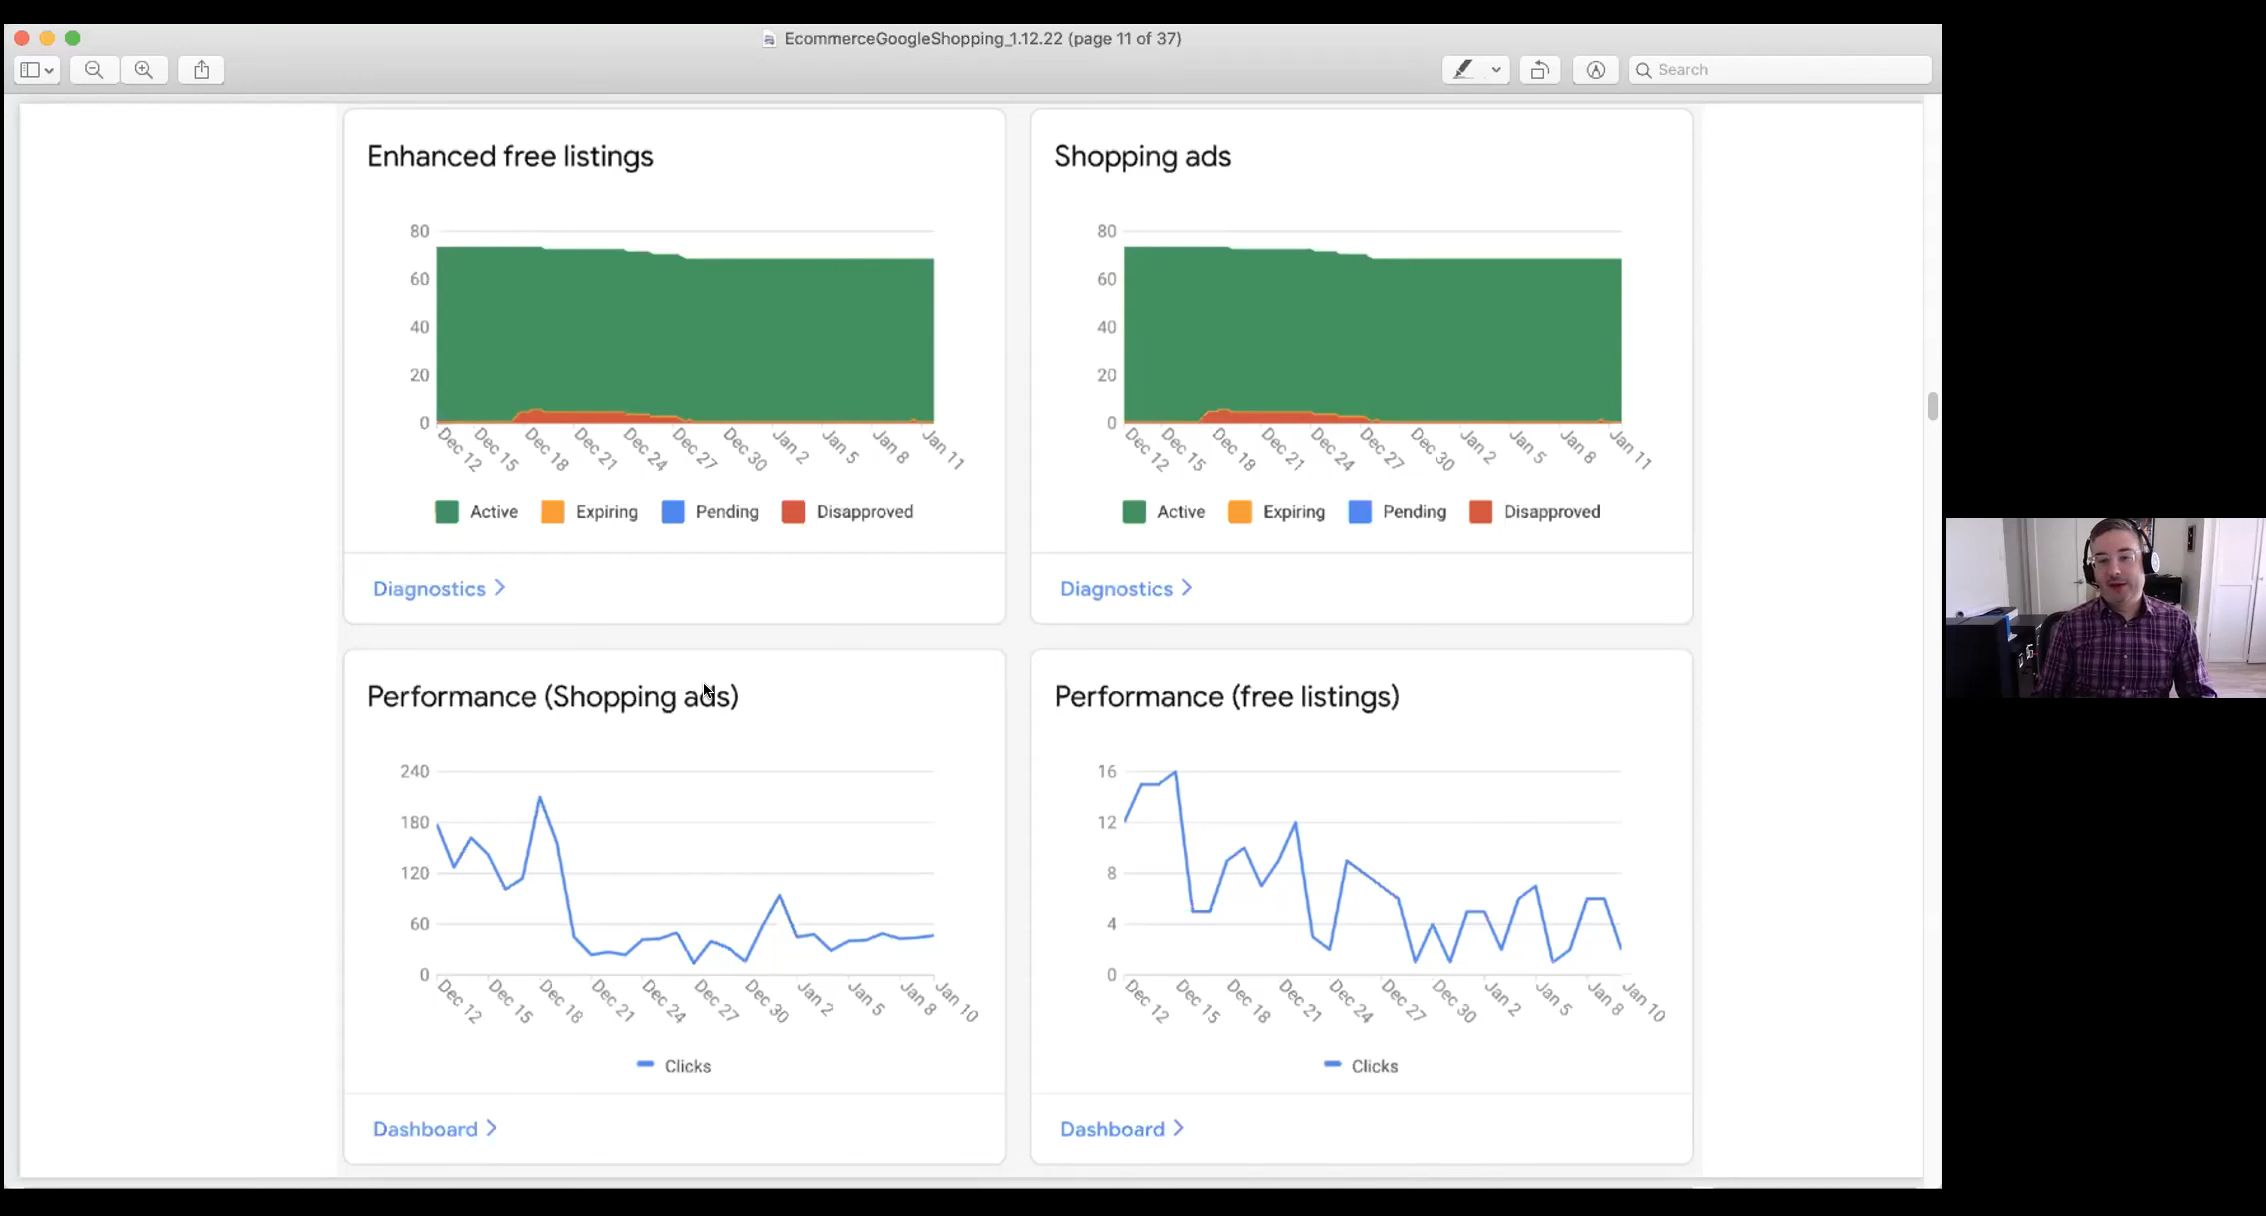 EcommerceGoogleShopping_1.12.22 (page 11 of 37)
Search
Enhanced free listings
80
60
40
20
0
Dec 12 Dec 15 Dec 18 Dec 21 Dec 24 Dec 27 Dec 30 Jan 2 Jan 5 Jan 8 Jan 11
Active Expiring Pending Disapproved
Diagnostics >
Shopping ads
80
60
40
20
0
Dec 12 Dec 15 Dec 18 Dec 21 Dec 24 Dec 27 Dec 30 Jan 2 Jan 5 Jan 8 Jan 11
Active Expiring Pending Disapproved
Diagnostics >
Performance (Shopping ads)
240
180
120
60
0
Dec 12 Dec 15 Dec 18 Dec 21 Dec 24 Dec 27 Dec 30 Jan 2 Jan 5 Jan 8 Jan 10
Clicks
Dashboard >
Performance (free listings)
16
12
8
4
0
Dec 12 Dec 15 Dec 18 Dec 21 Dec 24 Dec 27 Dec 30 Jan 2 Jan 5 Jan 8 Jan 10
Clicks
Dashboard >